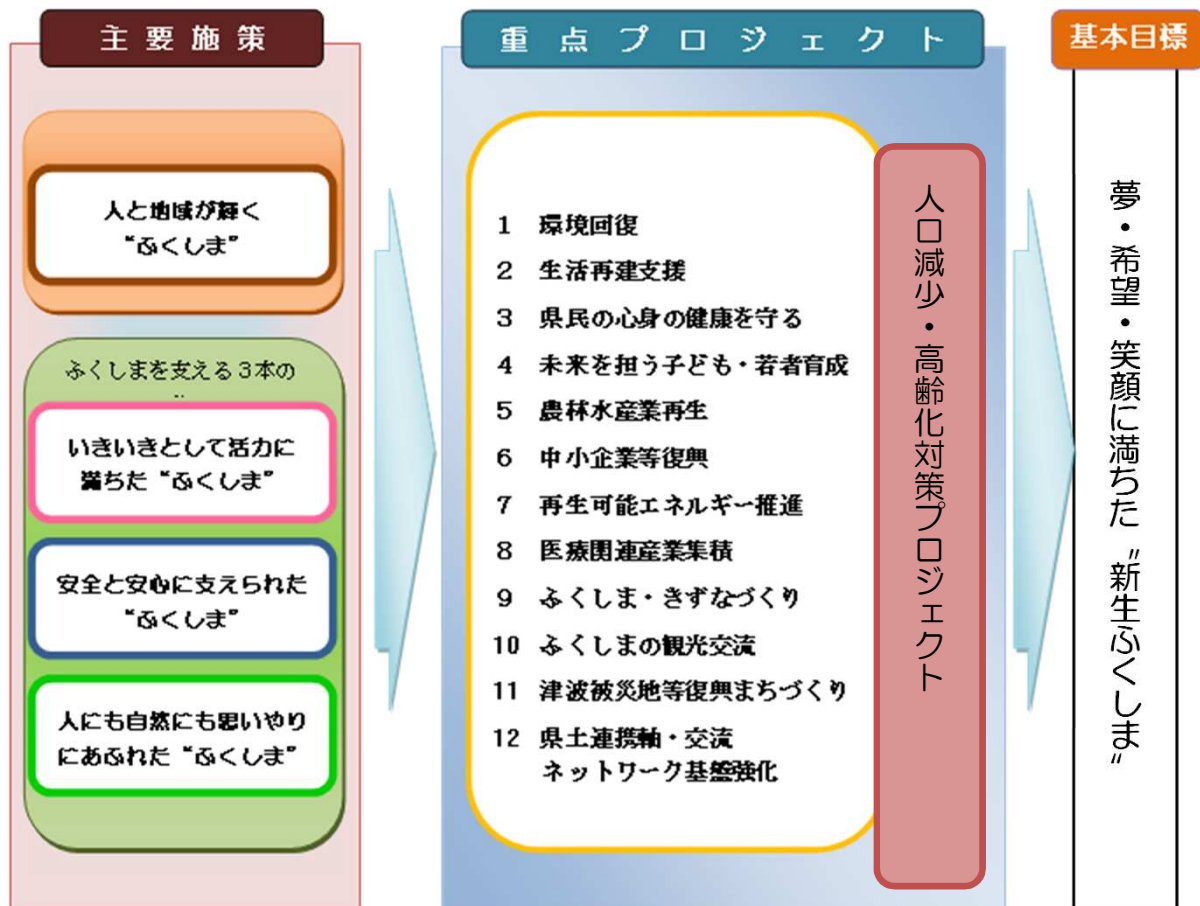 主要施策
人と地域が輝く
“ふくしま”
ふくしまを支える3本の
いきいきとして活力に
満ちた“ふくしま”
安全と安心に支えられた
“ふくしま”
人にも自然にも思いやり
にあふれた“ふくしま”
重点プロジェクト
1 環境回復
2 生活再建支援
3 県民の心身の健康を守る
4 未来を担う子ども・若者育成
5 農林水産業再生
6 中小企業等復興
7 再生可能エネルギー推進
8 医療関連産業集積
9 ふくしま・きずなづくり
10 ふくしまの観光交流
11 津波被災地等復興まちづくり
12 県土連携軸・交流
ネットワーク基盤強化
人口減少・高齢化対策プロジェクト
基本目標
夢・希望・笑顔に満ちた〝新生ふくしま〟